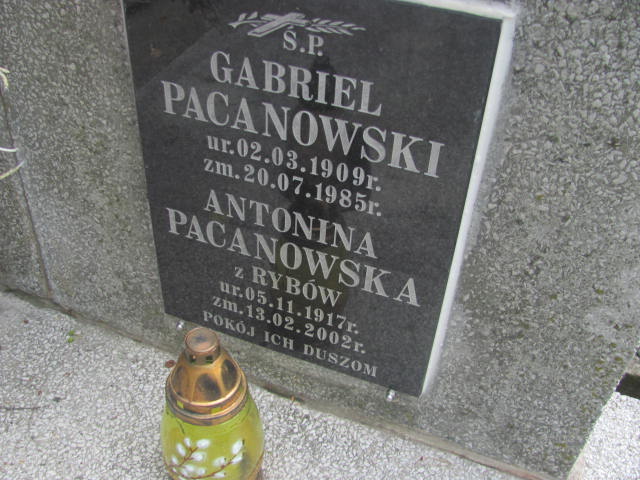 Ś.P.
GABRIEL
PACANOWSKI
ur.02.03.1909r.
zm.20.07.1985r.
ANTONINA
PACANOWSKA
z RYBÓW
ur.05.11.1917r.
zm.13.02.2002r.
POKÓJ ICH DUSZOM